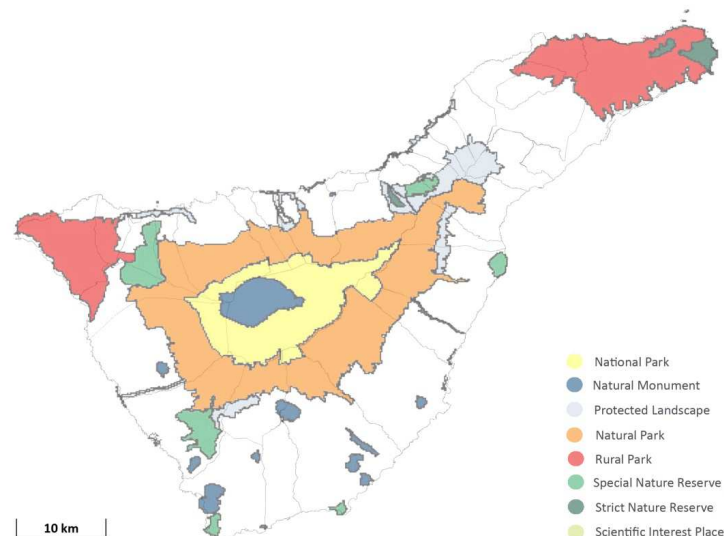 National Park
Natural Monument
Protected Landscape
Natural Park
Rural Park
Special Nature Reserve
Strict Nature Reserve
Scientific Interest Place
10 km